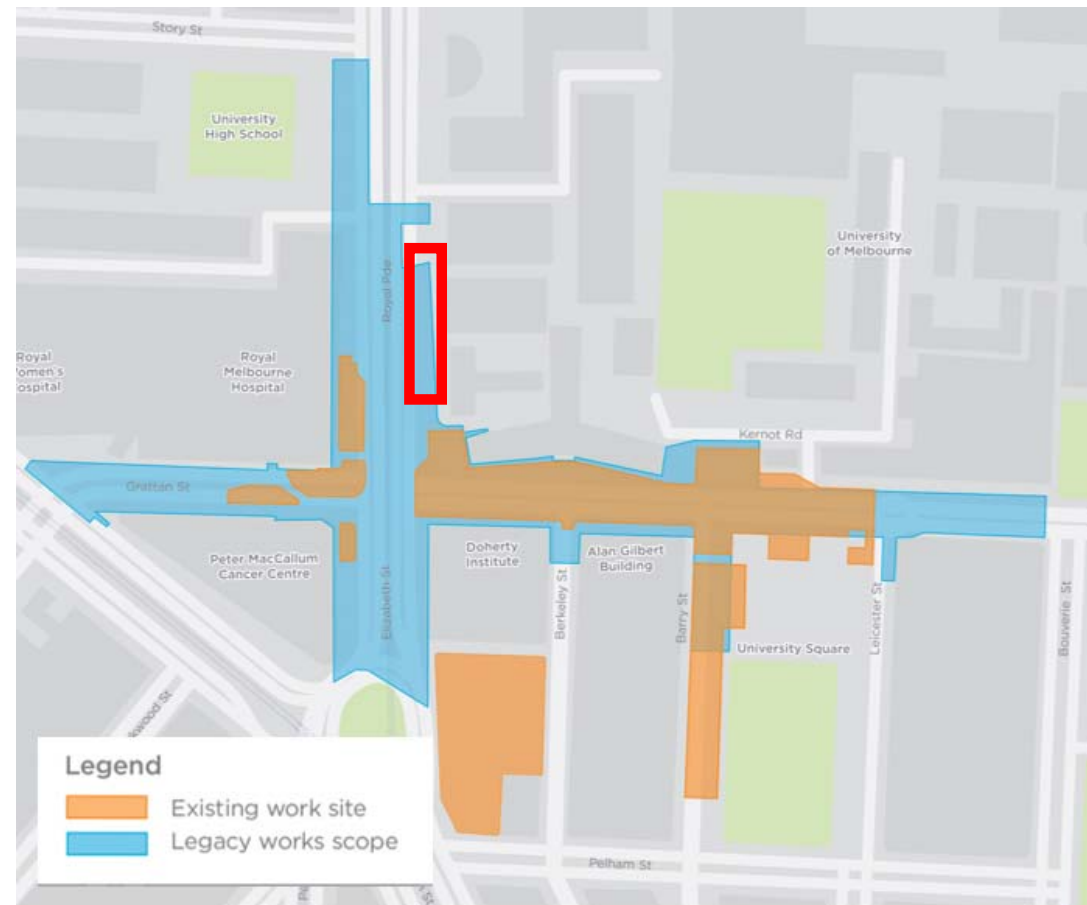 Story St
University
High School
University
of Melbourne
Royal Pde
Royal
Women's
Hospital
Royal
Melbourne
Hospital
Kernot Rd
Grattan St
Peter MacCallum
Cancer Centre
Doherty
Institute
Alan Gilbert
Building
Elizabeth St
Berkeley St
Barry St
University Square
Leicester St
Bouverie St
Pelham St
Legend
Existing work site
Legacy works scope